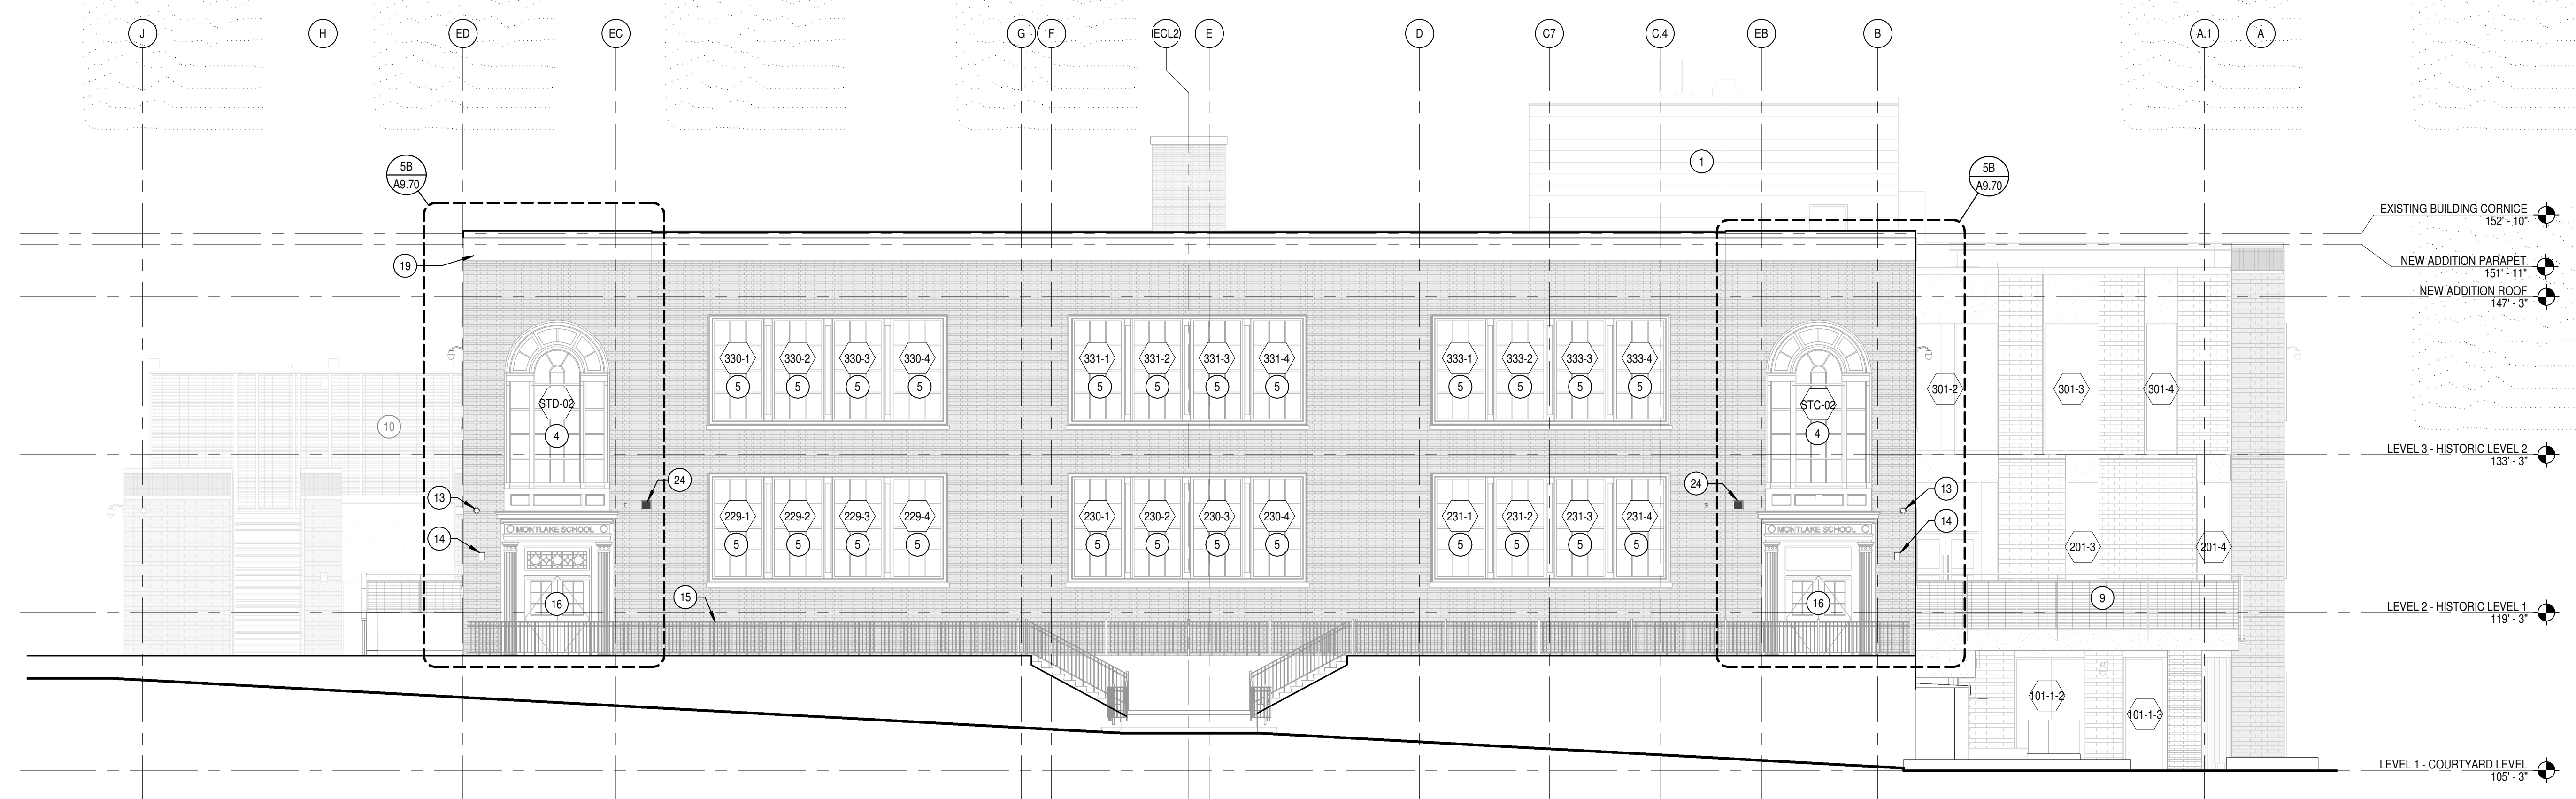 J
H
ED
EC
G
F
ECL2
E
D
C7
C.4
EB
B
A.1
A
5B
A9.70
1
5B
A9.70
EXISTING BUILDING CORNICE
152' - 10"
19
NEW ADDITION PARAPET
151' - 11"
NEW ADDITION ROOF
147' - 3"
330-1
330-2
330-3
330-4
331-1
331-2
331-3
331-4
333-1
333-2
333-3
333-4
5
5
5
5
5
5
5
5
5
5
5
5
301-2
301-3
301-4
STD-02
STC-02
10
4
4
LEVEL 3 - HISTORIC LEVEL 2
133' - 3"
24
24
13
13
229-1
229-2
229-3
229-4
230-1
230-2
230-3
230-4
231-1
231-2
231-3
231-4
MONTLAKE SCHOOL
MONTLAKE SCHOOL
14
14
5
5
5
5
5
5
5
5
5
5
5
5
201-3
201-4
15
16
16
9
LEVEL 2 - HISTORIC LEVEL 1
119' - 3"
101-1-2
101-1-3
LEVEL 1 - COURTYARD LEVEL
105' - 3"